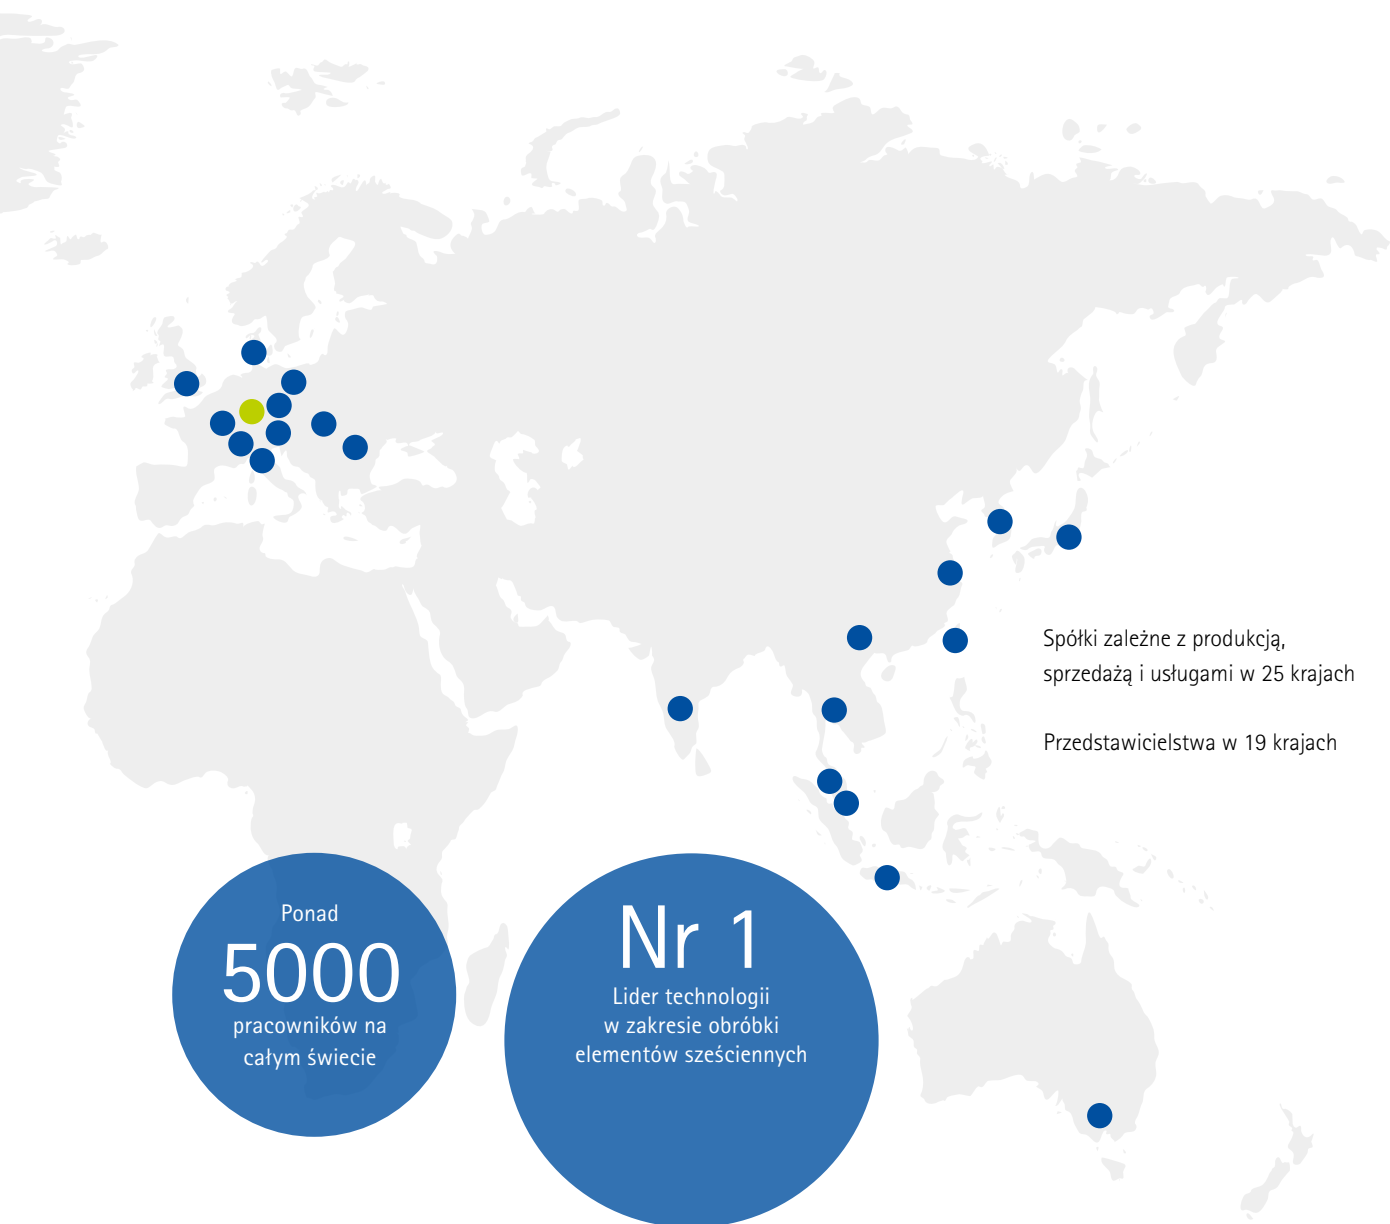 Spółki zależne z produkcją,
sprzedażą i usługami w 25 krajach
Przedstawicielstwa w 19 krajach
Ponad
5000
pracowników na
całym świecie
Nr 1
Lider technologii
w zakresie obróbki
elementów sześciennych